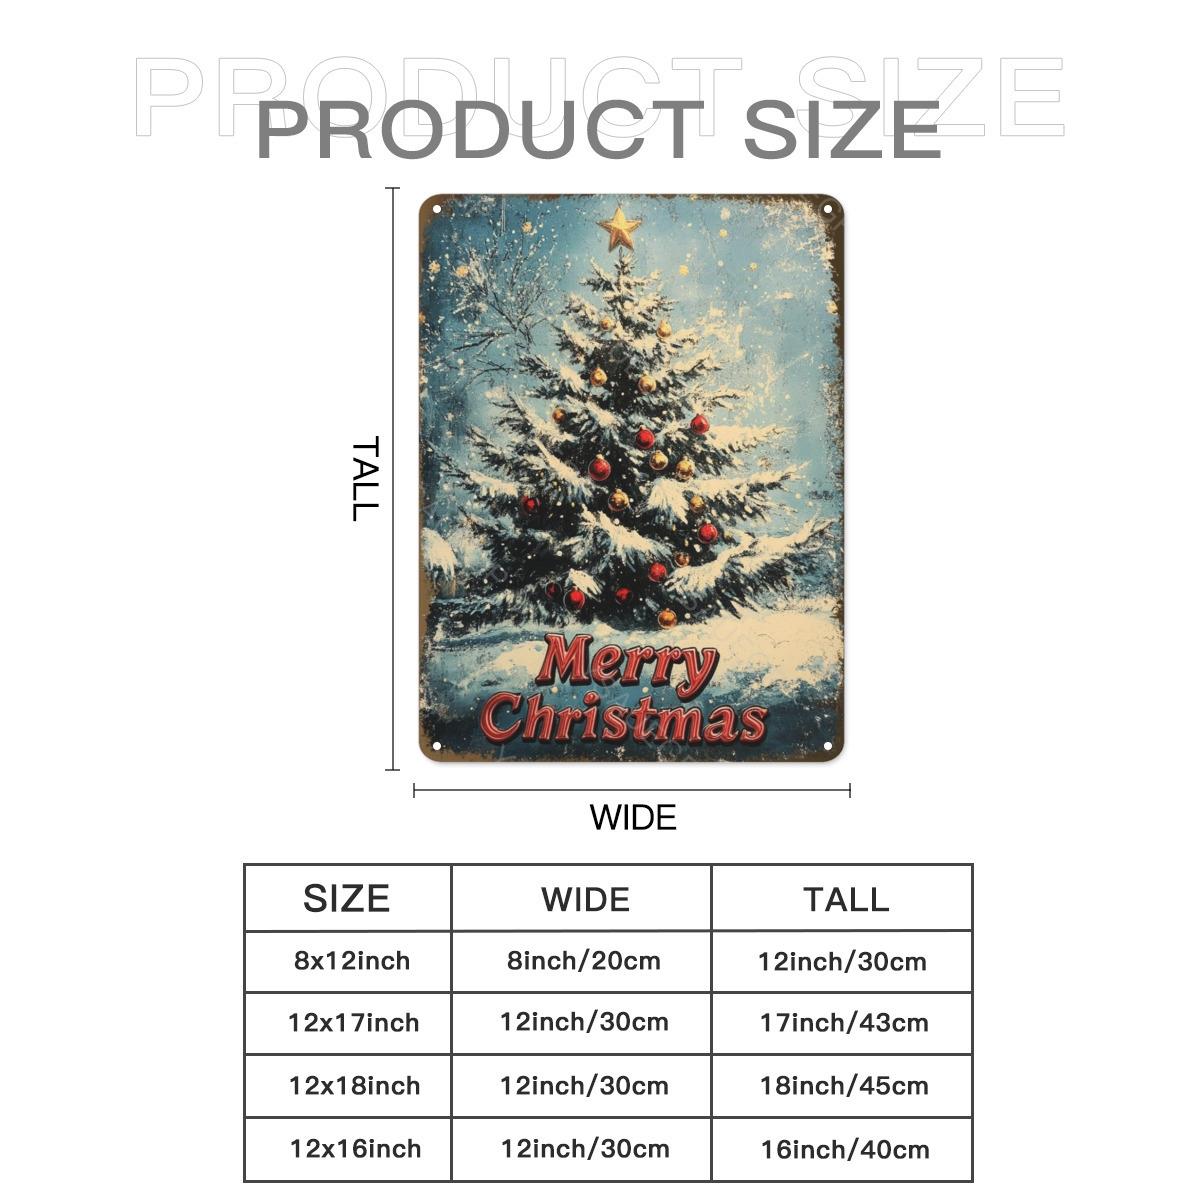 PRODUCT SIZE
PRODUCT SIZE
TALL
Merry
Christmas
WIDE
SIZE WIDE TALL
8x12inch 8inch/20cm 12inch/30cm
12x17inch 12inch/30cm 17inch/43cm
12x18inch 12inch/30cm 18inch/45cm
12x16inch 12inch/30cm 16inch/40cm